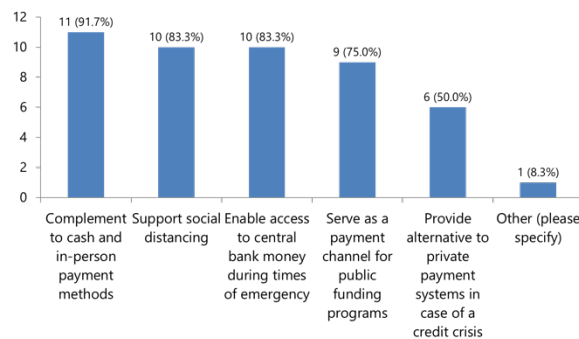 12
10
8
6
4
2
0
11 (91.7%)
10 (83.3%)
10 (83.3%)
9 (75.0%)
6 (50.0%)
1 (8.3%)
Complement
to cash and
in-person
payment
methods
Support social
distancing
Enable access
to central
bank money
during times
of emergency
Serve as a
payment
channel for
public
funding
programs
Provide
alternative to
private
payment
systems in
case of a
credit crisis
Other (please
specify)